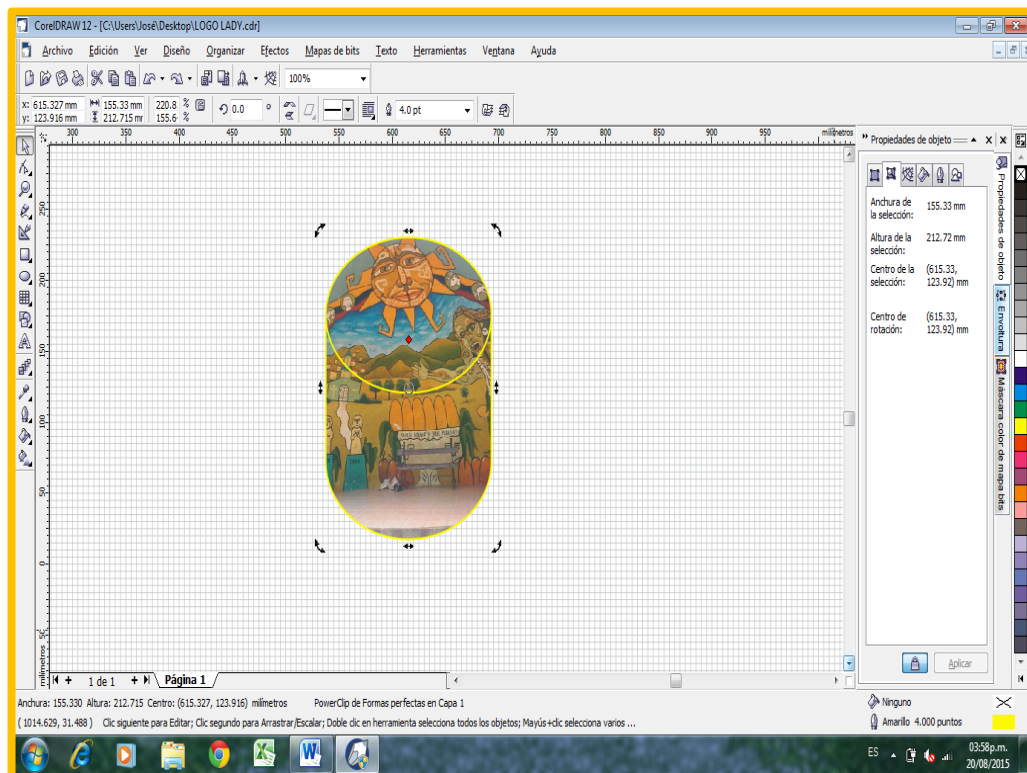 CorelDRAW 12 - [C:\Users\José\Desktop\LOGO LADY.cdr]
Archivo Edición Ver Diseño Organizar Efectos Mapas de bits Texto Herramientas Ventana Ayuda
100%
x: 615.327 mm 155.33 mm 220.8 % 0.0 ° 4.0 pt
y: 123.916 mm 212.715 m 155.6 %
300 350 400 450 500 550 600 650 700 750 800 850 900 950 milímetros
250
200
150
100
50
0
50
milímetros
Propiedades de objeto
Anchura de la selección: 155.33 mm
Altura de la selección: 212.72 mm
Centro de la selección: (615.33, 123.92) mm
Centro de rotación: (615.33, 123.92) mm
Aplicar
Propiedades de objeto
Envoltura
Máscara color de mapa bits
1 de 1 Página 1
Anchura: 155.330 Altura: 212.715 Centro: (615.327, 123.916) milímetros PowerClip de Formas perfectas en Capa 1
( 1014.629, 31.488 ) Clic siguiente para Editar; Clic segundo para Arrastrar/Escalar; Doble clic en herramienta selecciona todos los objetos; Mayús+clic selecciona varios ...
Ninguno
Amarillo 4.000 puntos
ES
03:58p.m.
20/08/2015